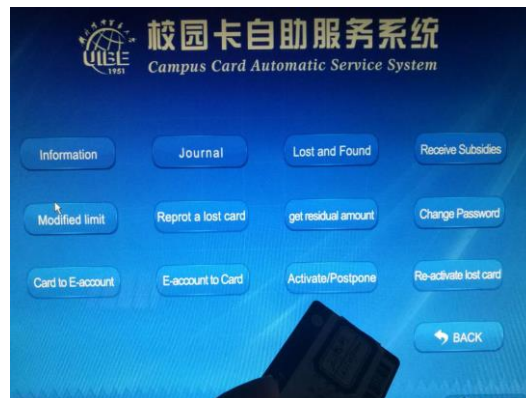 校园卡自助服务系统
UIBE
1951
Campus Card Automatic Service System
Information
Journal
Lost and Found
Receive Subsidies
Modified limit
Reprot a lost card
get residual amount
Change Password
Card to E-account
E-account to Card
Activate/Postpone
Re-activate lost card
BACK